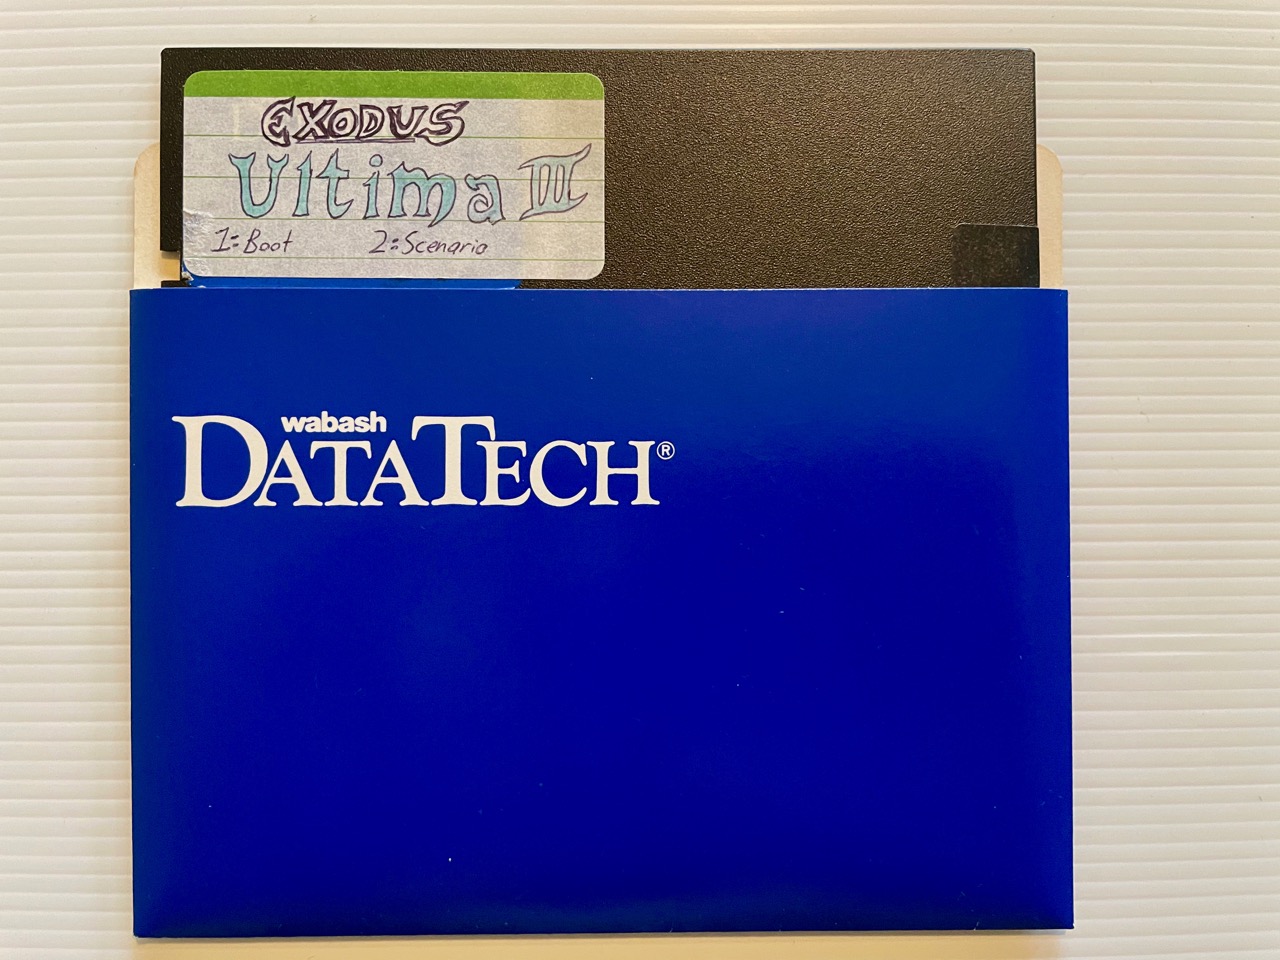 EXODUS
Ultima III
1:Boot 2:Scenario
wabash
DATATECH®